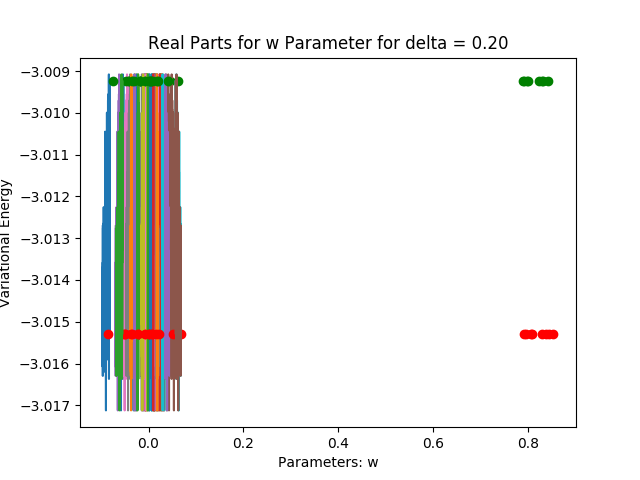 Real Parts for w Parameter for delta = 0.20
Variational Energy
−3.009
−3.010
−3.011
−3.012
−3.013
−3.014
−3.015
−3.016
−3.017
0.0 0.2 0.4 0.6 0.8
Parameters: w